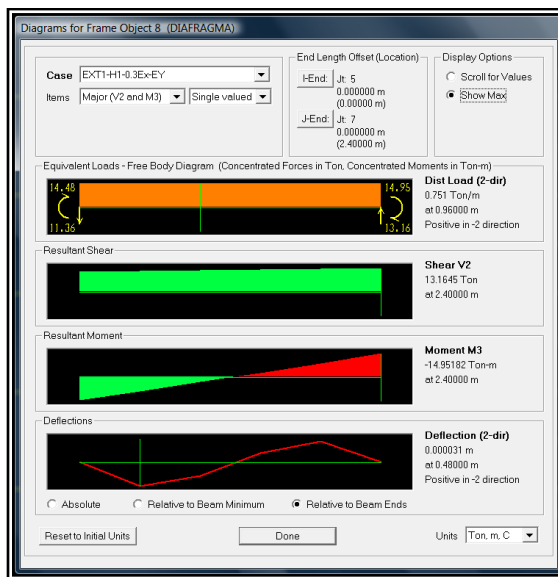 Diagrams for Frame Object 8 (DIAFRAGMA)
Case EXT1-H1-0.3Ex-EY
Items Major (V2 and M3) Single valued
End Length Offset (Location)
I-End: Jt: 5
0.000000 m
(0.00000 m)
J-End: Jt: 7
0.000000 m
(2.40000 m)
Display Options
Scroll for Values
Show Max
Equivalent Loads - Free Body Diagram (Concentrated Forces in Ton, Concentrated Moments in Ton-m)
14.48
11.36
14.95
13.16
Dist Load (2-dir)
0.751 Ton/m
at 0.96000 m
Positive in -2 direction
Resultant Shear
Shear V2
13.1645 Ton
at 2.40000 m
Resultant Moment
Moment M3
-14.95182 Ton-m
at 2.40000 m
Deflections
Deflection (2-dir)
0.000031 m
at 0.48000 m
Positive in -2 direction
Absolute Relative to Beam Minimum Relative to Beam Ends
Reset to Initial Units Done Units Ton, m, C